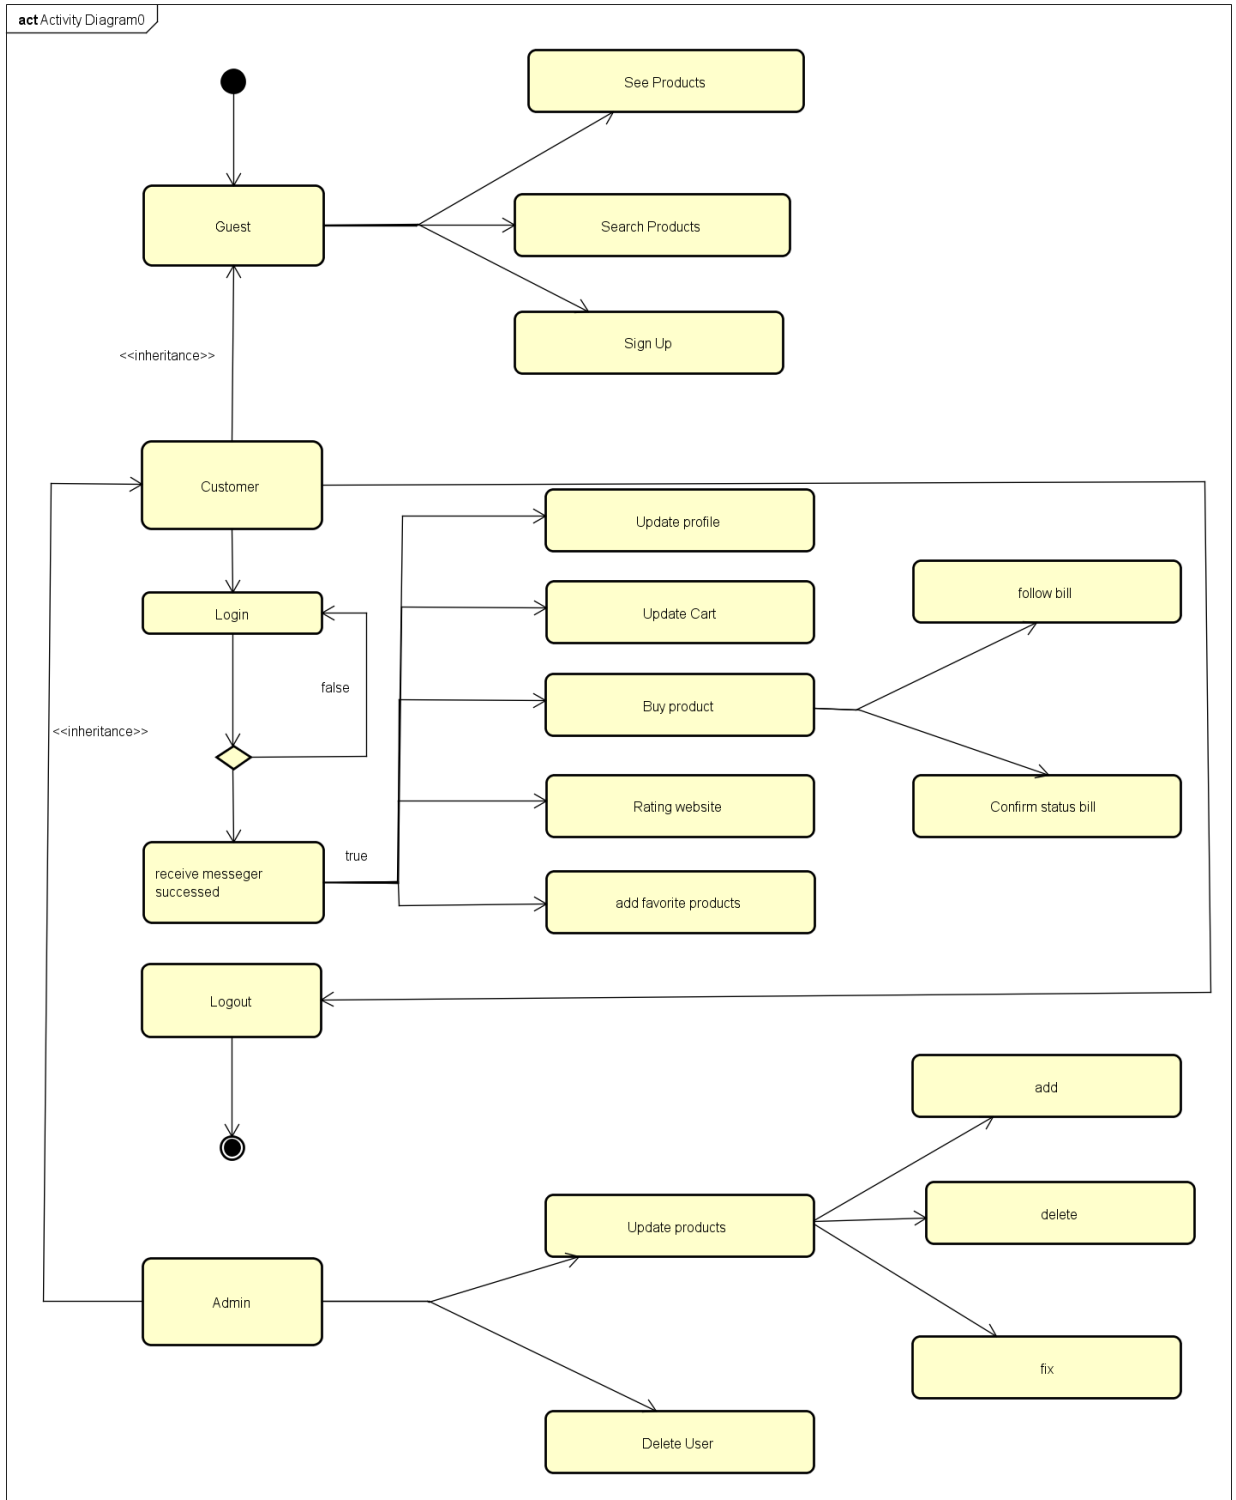 act Activity Diagram0
See Products
Guest
Search Products
Sign Up
<<inheritance>>
Customer
Update profile
follow bill
Login
Update Cart
false
Buy product
<<inheritance>>
Rating website
Confirm status bill
true
receive messeger
successed
add favorite products
Logout
add
delete
Update products
Admin
fix
Delete User